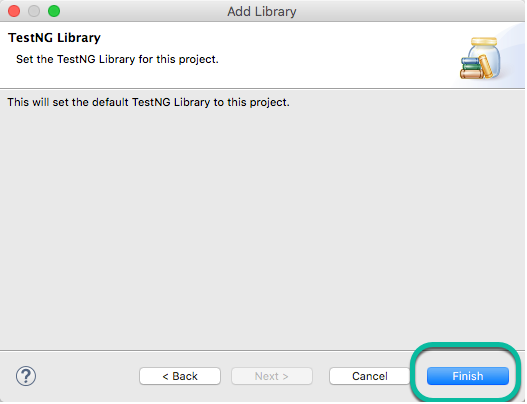 Add Library
TestNG Library
Set the TestNG Library for this project.
This will set the default TestNG Library to this project.
?
< Back
Next >
Cancel
Finish